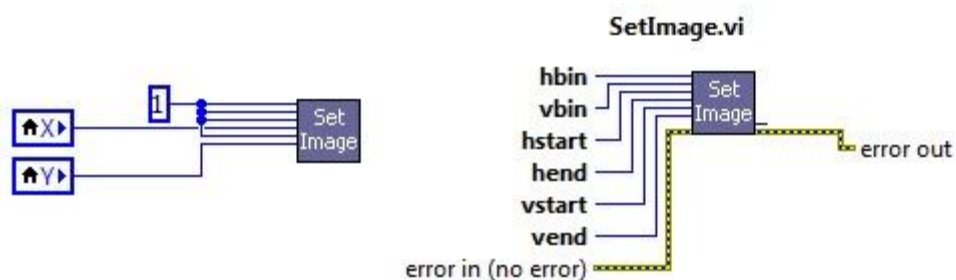 1
X
Y
Set
Image
SetImage.vi
hbin
vbin
hstart
hend
vstart
vend
error in (no error)
Set
Image
error out